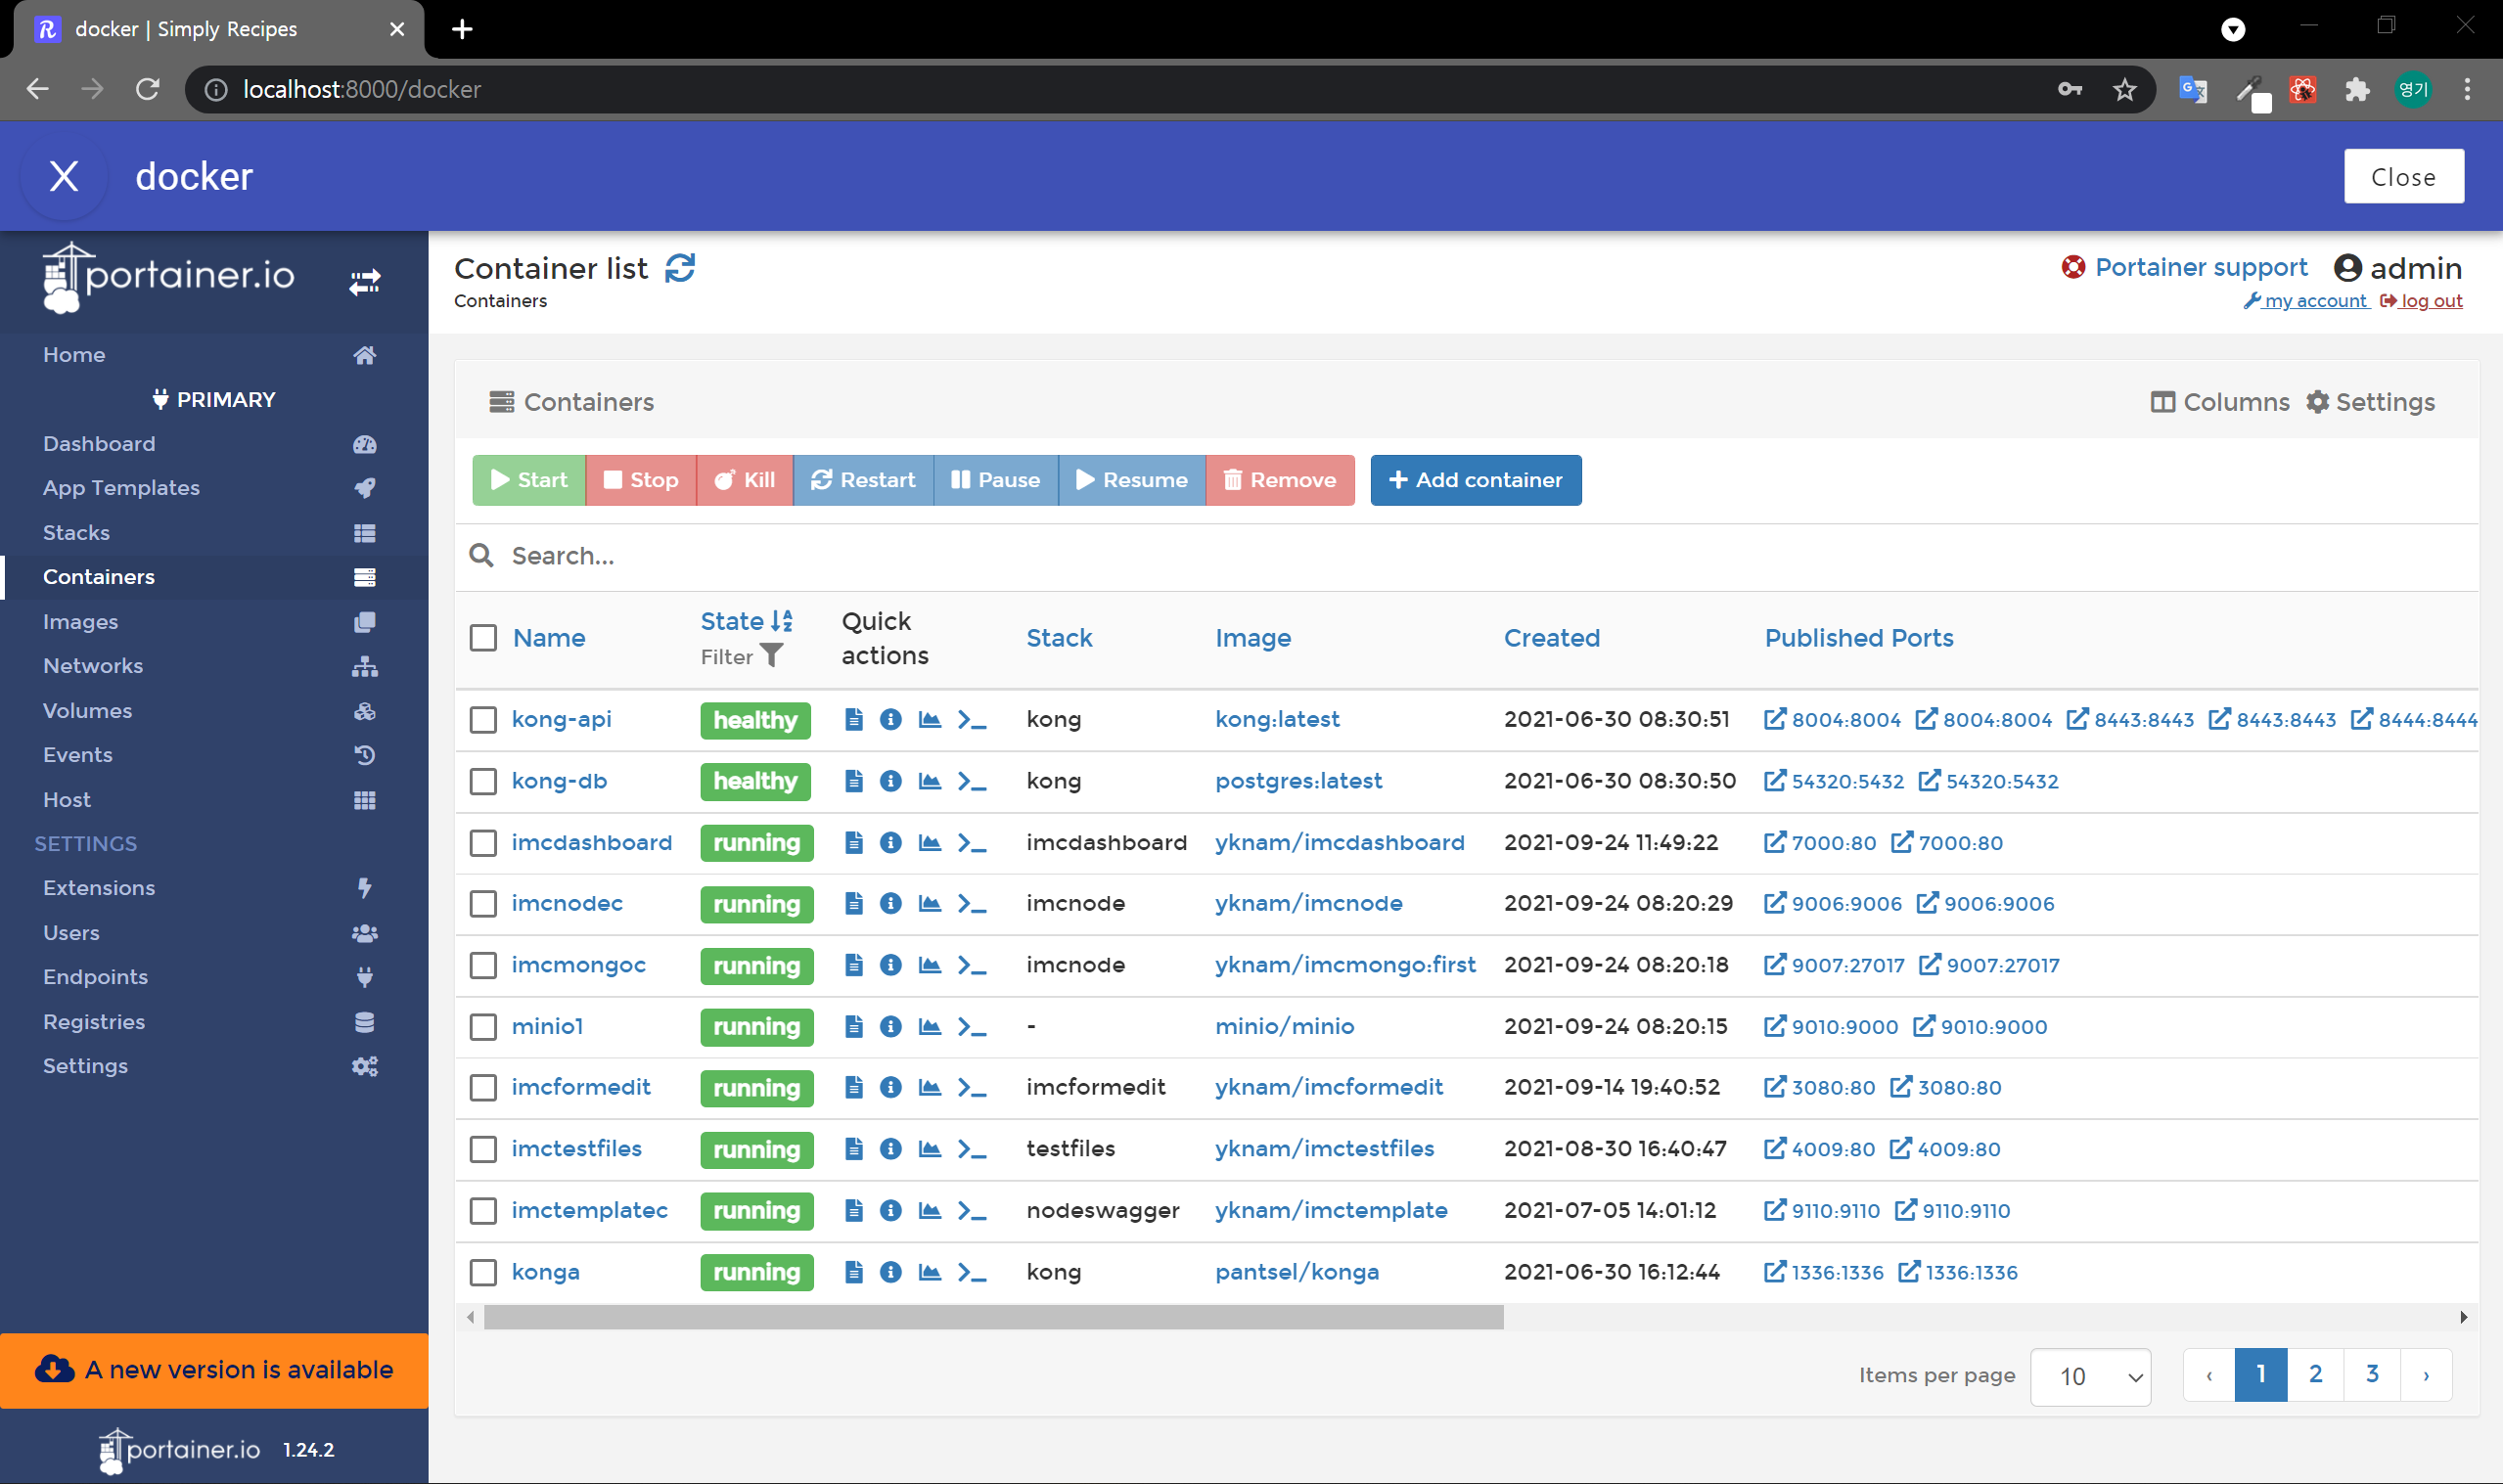 docker | Simply Recipes
localhost:8000/docker
영기
X docker Close
portainer.io
Container list
Containers
Portainer support admin
my account log out
Home
PRIMARY
Dashboard
App Templates
Stacks
Containers
Images
Networks
Volumes
Events
Host
SETTINGS
Extensions
Users
Endpoints
Registries
Settings
A new version is available
portainer.io 1.24.2
Containers Columns Settings
Start Stop Kill Restart Pause Resume Remove Add container
Search...
Name State Filter Quick actions Stack Image Created Published Ports
kong-api healthy kong kong:latest 2021-06-30 08:30:51 8004:8004 8004:8004 8443:8443 8443:8443 8444:8444
kong-db healthy kong postgres:latest 2021-06-30 08:30:50 54320:5432 54320:5432
imcdashboard running imcdashboard yknam/imcdashboard 2021-09-24 11:49:22 7000:80 7000:80
imcnodec running imcnode yknam/imcnode 2021-09-24 08:20:29 9006:9006 9006:9006
imcmongoc running imcnode yknam/imcmongo:first 2021-09-24 08:20:18 9007:27017 9007:27017
minio1 running - minio/minio 2021-09-24 08:20:15 9010:9000 9010:9000
imcformedit running imcformedit yknam/imcformedit 2021-09-14 19:40:52 3080:80 3080:80
imctestfiles running testfiles yknam/imctestfiles 2021-08-30 16:40:47 4009:80 4009:80
imctemplatec running nodeswagger yknam/imctemplate 2021-07-05 14:01:12 9110:9110 9110:9110
konga running kong pantsel/konga 2021-06-30 16:12:44 1336:1336 1336:1336
Items per page 10 ‹ 1 2 3 ›